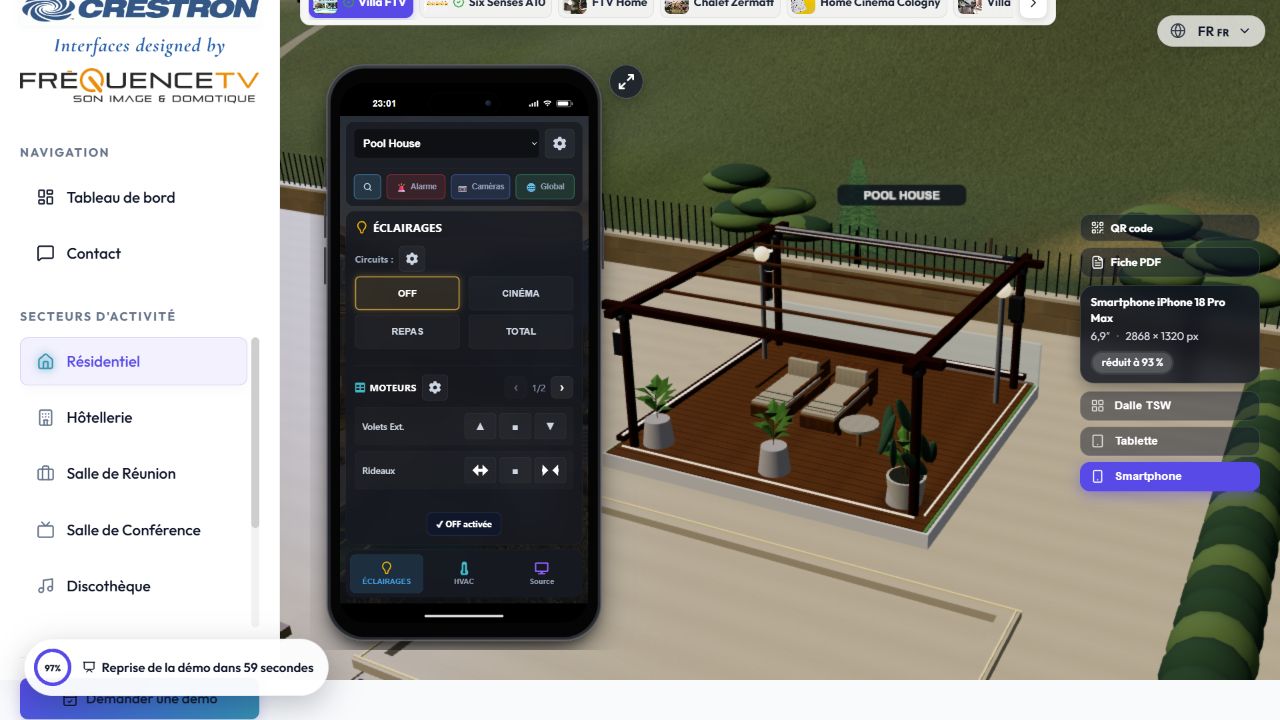 CRESTRON
Interfaces designed by
FRÉQUENCETV
SON IMAGE & DOMOTIQUE
NAVIGATION
Tableau de bord
Contact
SECTEURS D'ACTIVITÉ
Résidentiel
Hôtellerie
Salle de Réunion
Salle de Conférence
Discothèque
97%
Reprise de la démo dans 59 secondes
Demander une démo
Villa FTV
Six Senses A10
FTV Home
Chalet Zermatt
Home Cinema Cologny
Villa
FR FR
23:01
Pool House
Alarme
Caméras
Global
ÉCLAIRAGES
Circuits :
OFF
CINÉMA
REPAS
TOTAL
MOTEURS
1/2
Volets Ext.
Rideaux
✓ OFF activée
ÉCLAIRAGES
HVAC
Source
POOL HOUSE
QR code
Fiche PDF
Smartphone iPhone 18 Pro
Max
6,9" · 2868 × 1320 px
réduit à 93 %
Dalle TSW
Tablette
Smartphone